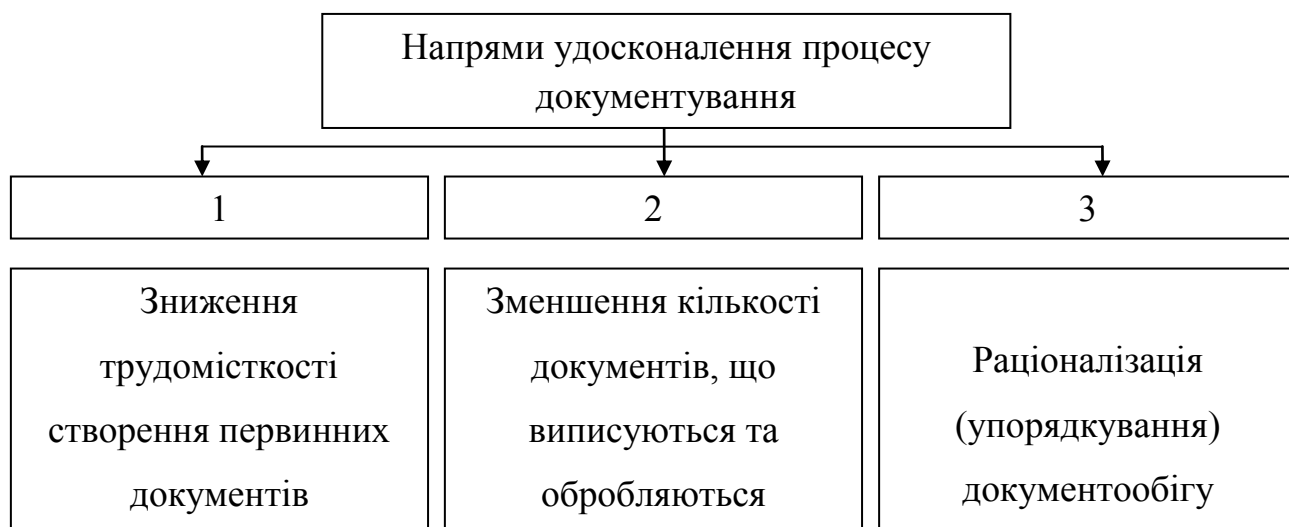 Напрями удосконалення процесу
документування
1
2
3
Зниження
трудомісткості
створення первинних
документів
Зменшення кількості
документів, що
виписуються та
обробляються
Раціоналізація
(упорядкування)
документообігу